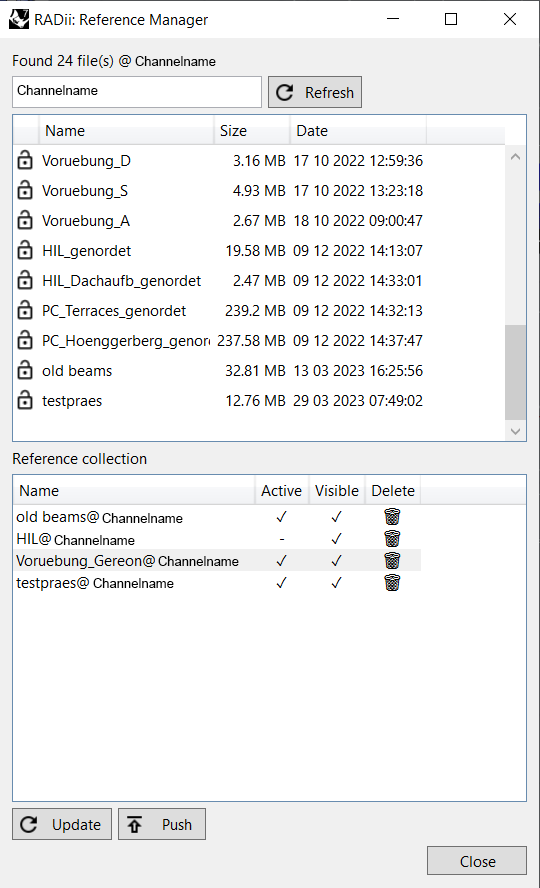 RADii: Reference Manager
Found 24 file(s) @ Channelname
Channelname
Refresh
Name Size Date
Voruebung_D 3.16 MB 17 10 2022 12:59:36
Voruebung_S 4.93 MB 17 10 2022 13:23:18
Voruebung_A 2.67 MB 18 10 2022 09:00:47
HIL_genordet 19.58 MB 09 12 2022 14:13:07
HIL_Dachaufb_genordet 2.47 MB 09 12 2022 14:33:01
PC_Terraces_genordet 239.2 MB 09 12 2022 14:32:13
PC_Hoenggerberg_genor 237.58 MB 09 12 2022 14:37:47
old beams 32.81 MB 13 03 2023 16:25:56
testpraes 12.76 MB 29 03 2023 07:49:02
Reference collection
Name Active Visible Delete
old beams@ Channelname ✓ ✓
HIL@ Channelname - ✓
Voruebung_Gereon@ Channelname ✓ ✓
testpraes@ Channelname ✓ ✓
Update Push
Close